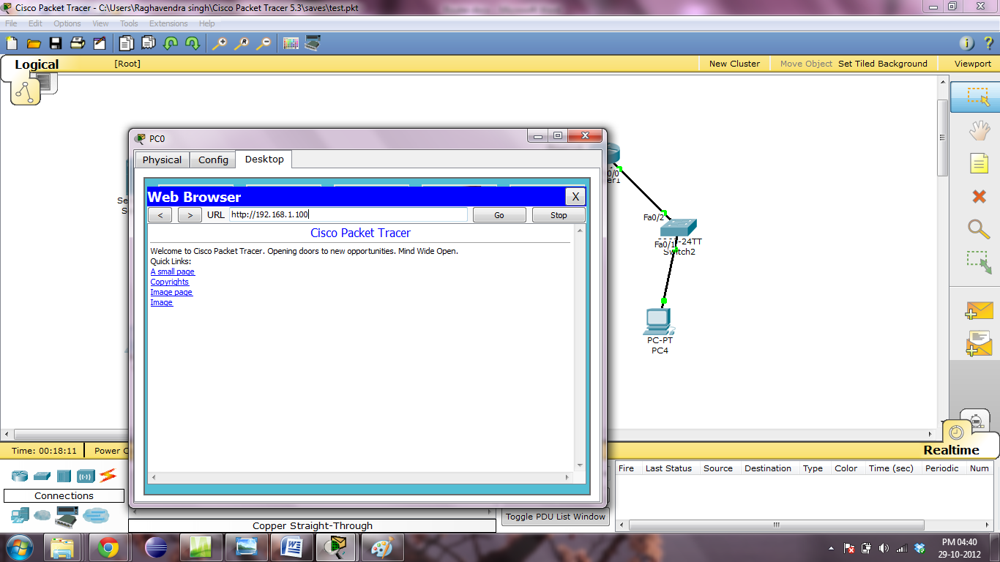 Cisco Packet Tracer - C:\Users\Raghavendra singh\Cisco Packet Tracer 5.3\saves\test.pkt
File Edit Options View Tools Extensions Help
Logical [Root] New Cluster Move Object Set Tiled Background Viewport
PC0
Physical Config Desktop
Web Browser X
< > URL http://192.168.1.100 Go Stop
Cisco Packet Tracer
Welcome to Cisco Packet Tracer. Opening doors to new opportunities. Mind Wide Open.
Quick Links:
A small page
Copyrights
Image page
Image
Se
S
0/0
er1
Fa0/2
-24TT
Fa0/1
Switch2
PC-PT
PC4
Time: 00:18:11 Power C Realtime
Fire Last Status Source Destination Type Color Time (sec) Periodic Num
Connections
Toggle PDU List Window
Copper Straight-Through
PM 04:40
29-10-2012